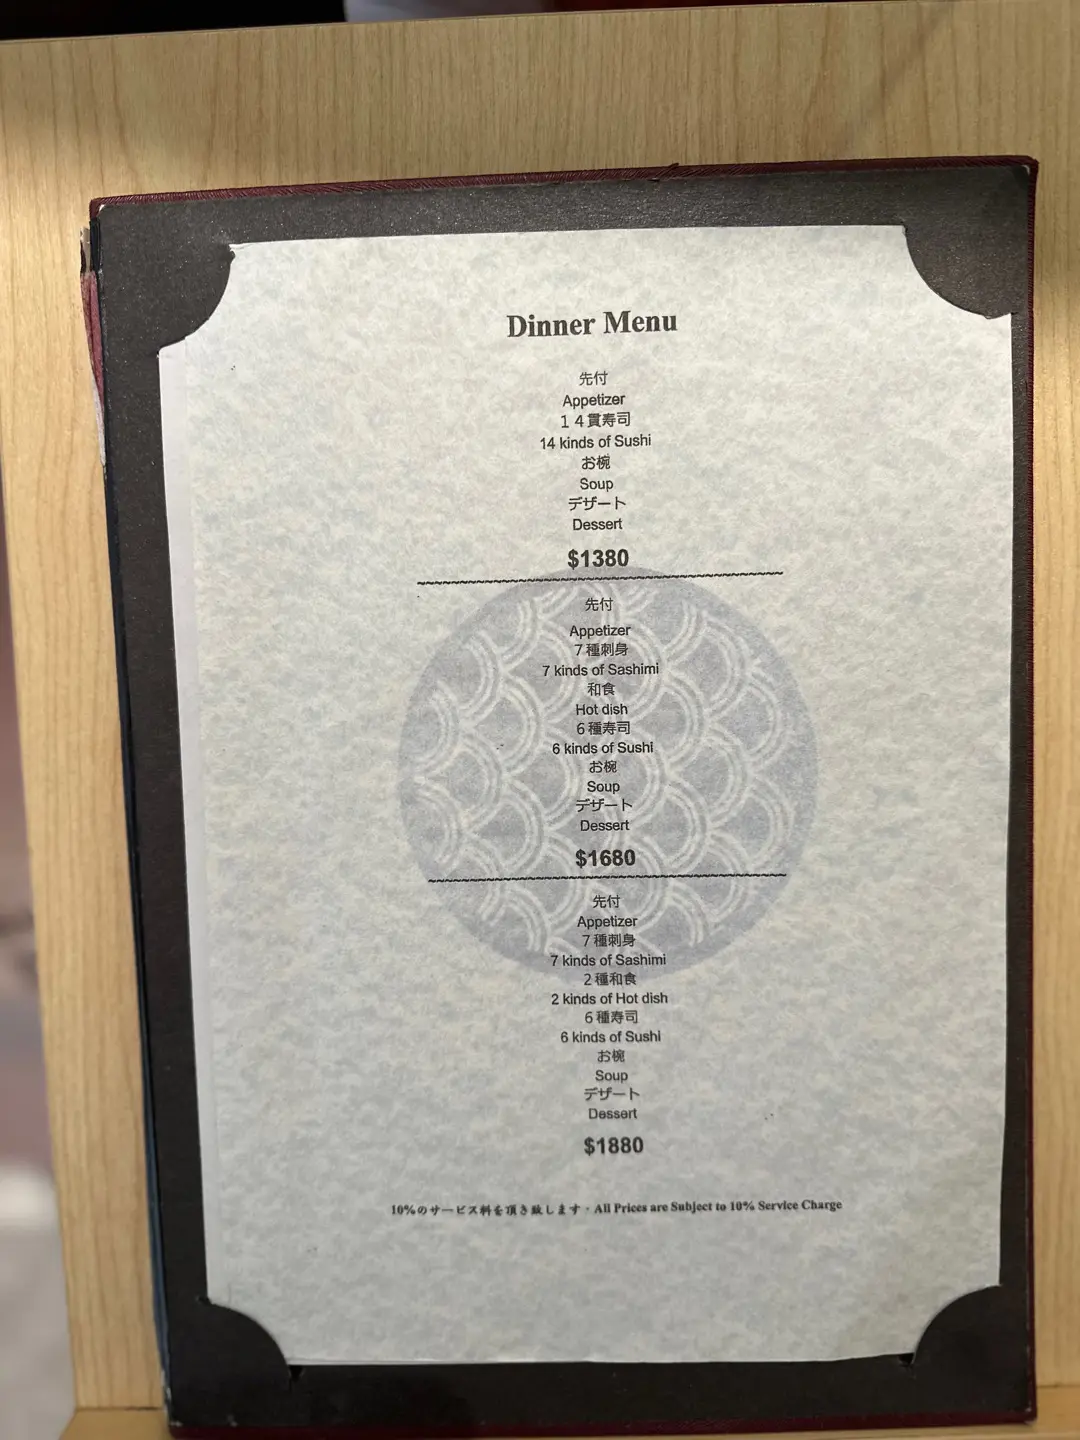 Dinner Menu
先付
Appetizer
１４貫寿司
14 kinds of Sushi
お椀
Soup
デザート
Dessert
$1380
先付
Appetizer
７種刺身
7 kinds of Sashimi
和食
Hot dish
６種寿司
6 kinds of Sushi
お椀
Soup
デザート
Dessert
$1680
先付
Appetizer
７種刺身
7 kinds of Sashimi
２種和食
2 kinds of Hot dish
６種寿司
6 kinds of Sushi
お椀
Soup
デザート
Dessert
$1880
10%のサービス料を頂き致します · All Prices are Subject to 10% Service Charge